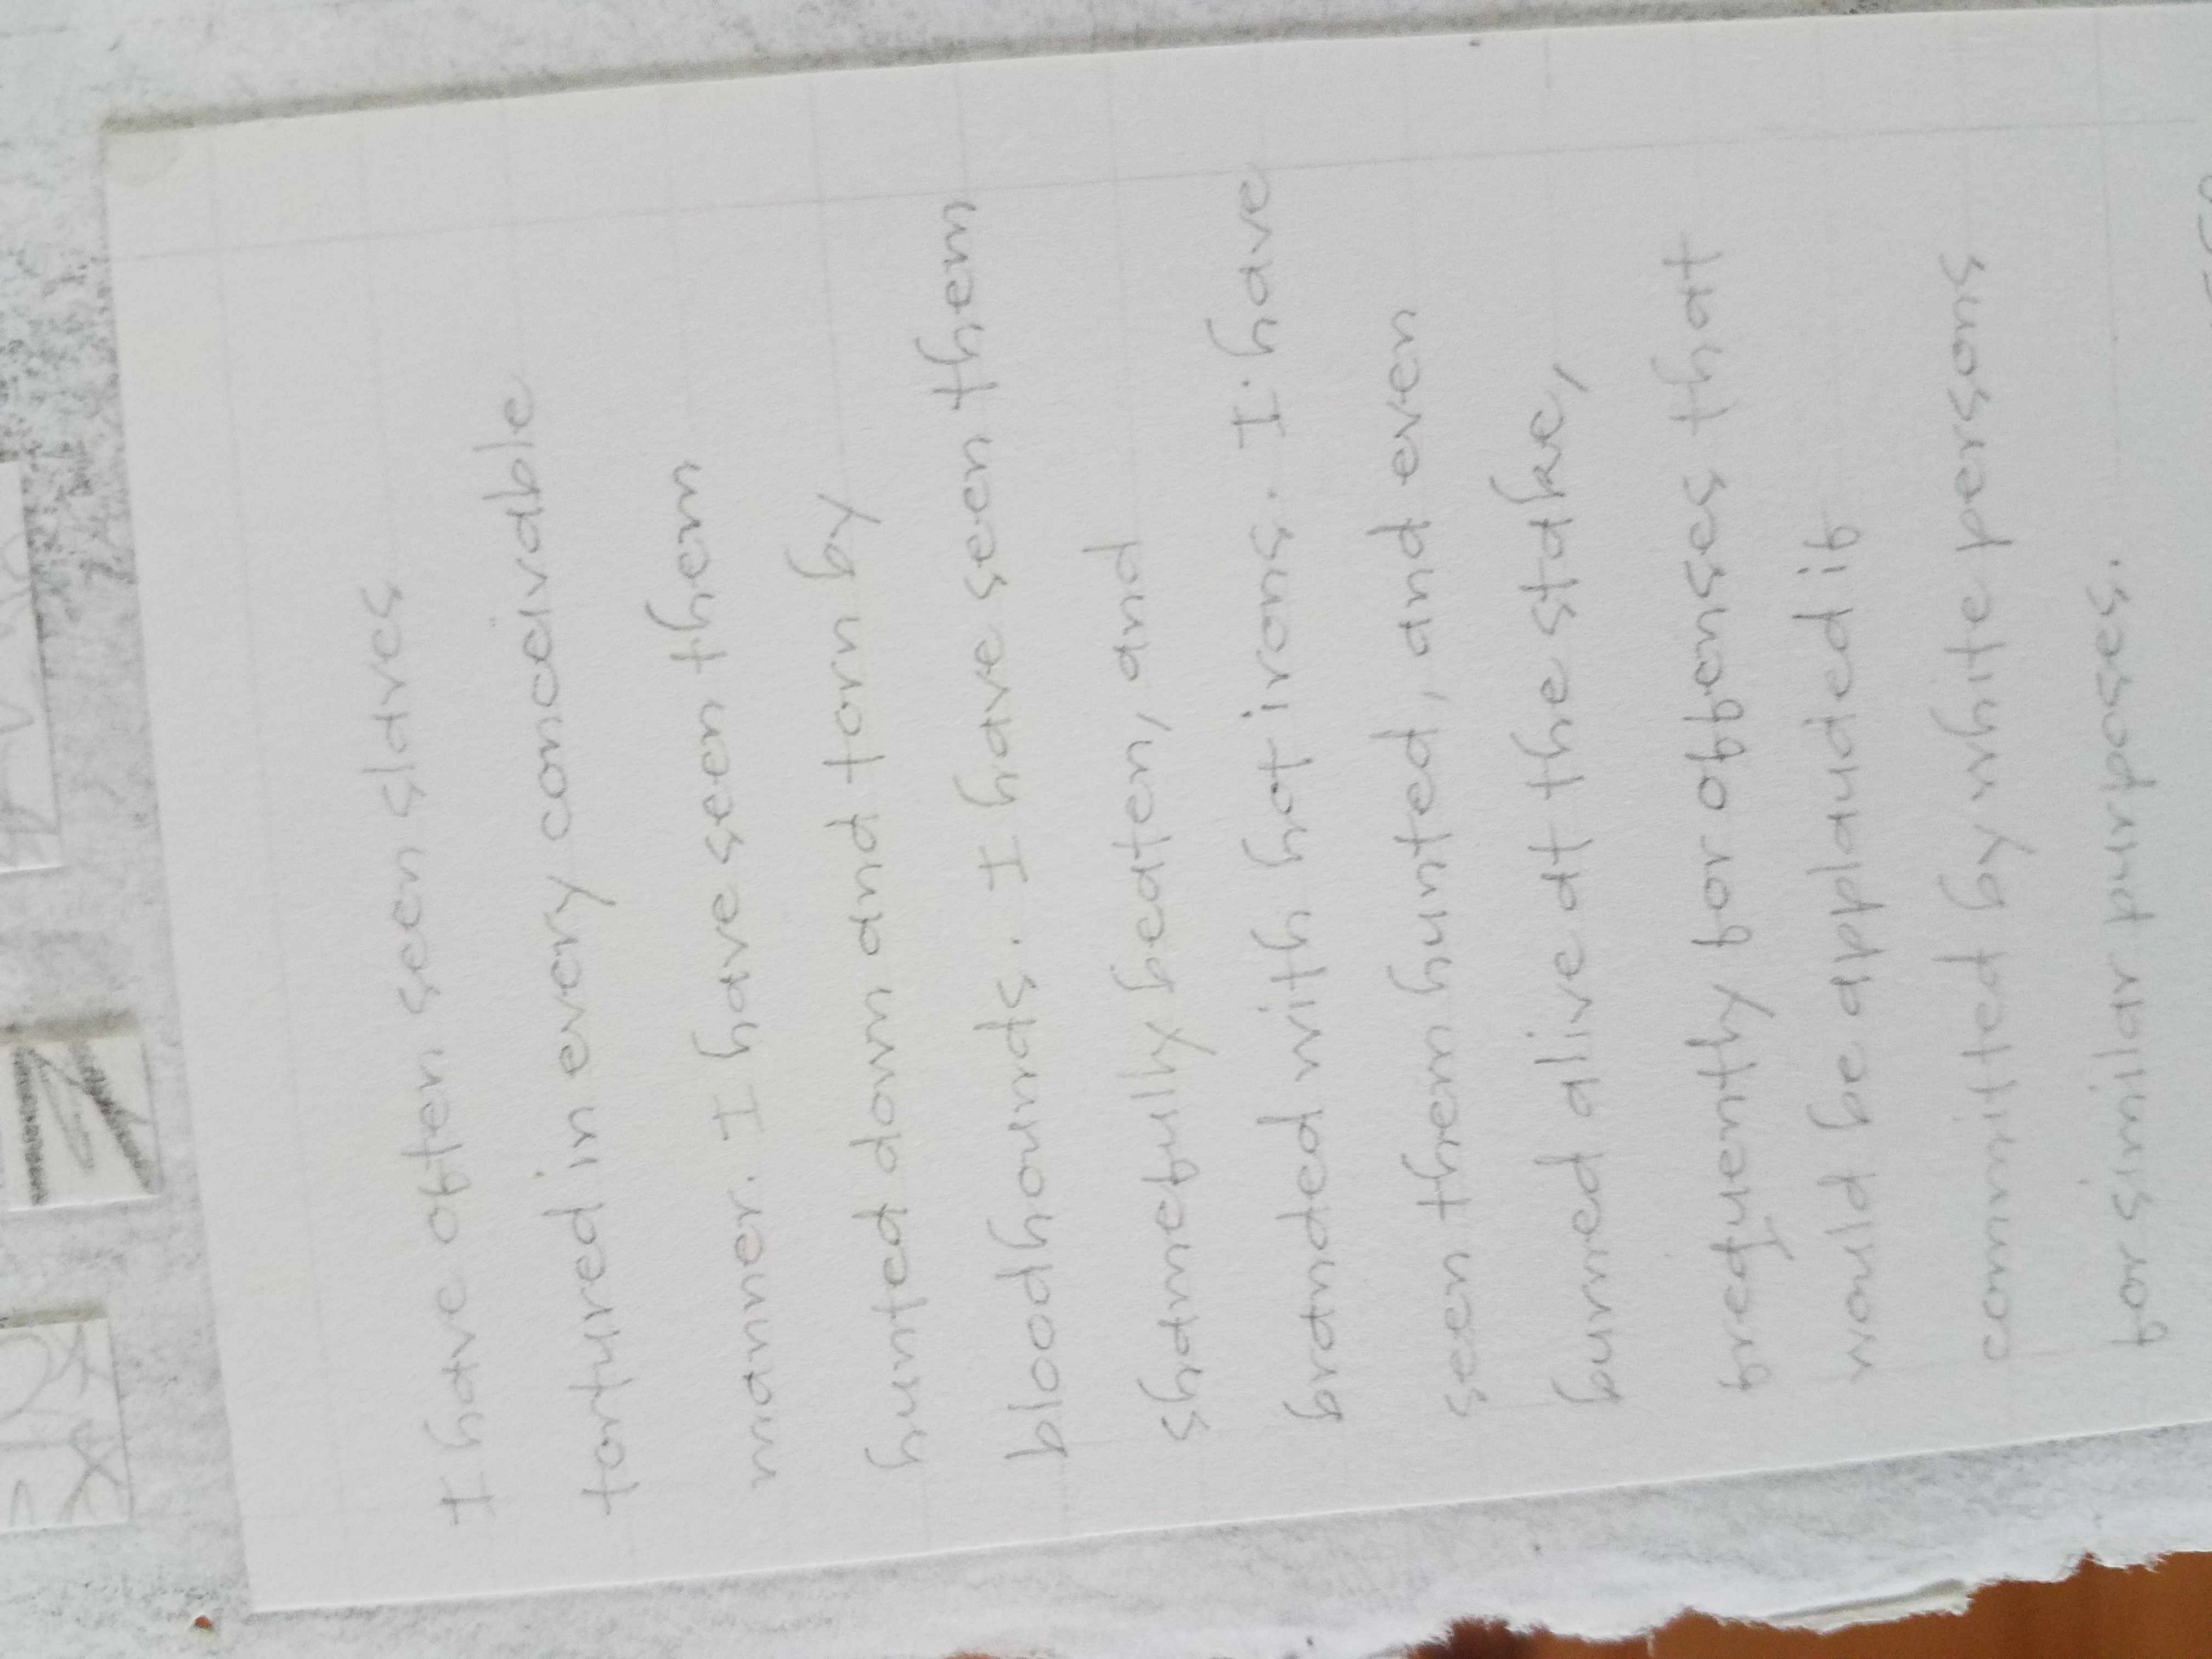 I have often seen slaves
tortured in every conceivable
manner. I have seen them
hunted down and torn by
bloodhounds. I have seen them
shamefully beaten, and
branded with hot irons. I have
seen them hunted, and even
burned alive at the stake,
frequently for offenses that
would be applauded if
committed by white persons
for similar purposes.